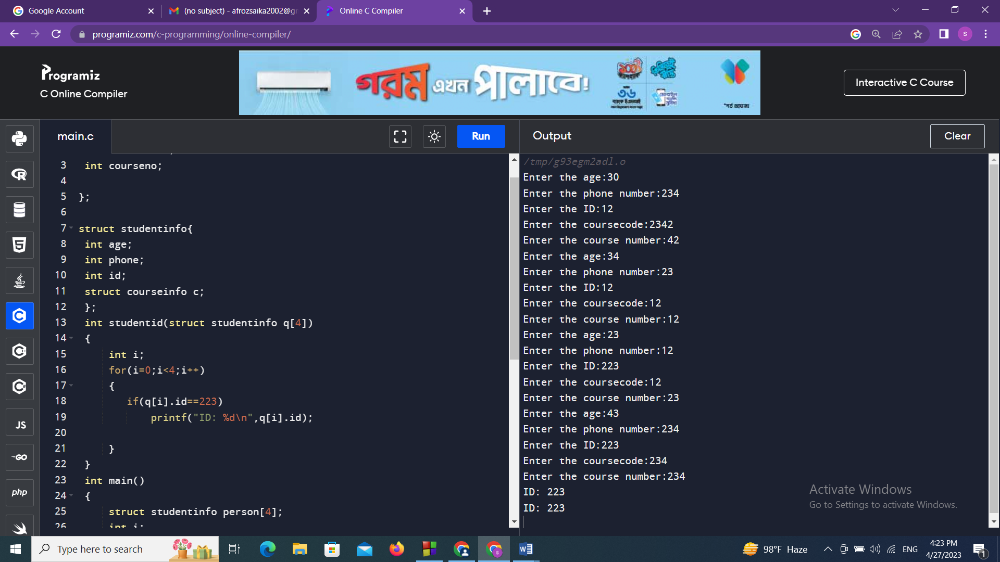 Google Account
(no subject) - afrozsaika2002@gm
Online C Compiler
programiz.com/c-programming/online-compiler/
S
Programiz
C Online Compiler
গরম এখন পালাবে!
৩৬
Interactive C Course
main.c
Run
Output
Clear
3 int courseno;
4
5 };
6
7 struct studentinfo{
8 int age;
9 int phone;
10 int id;
11 struct courseinfo c;
12 };
13 int studentid(struct studentinfo q[4])
14 {
15 int i;
16 for(i=0;i<4;i++)
17 {
18 if(q[i].id==223)
19 printf("ID: %d\n",q[i].id);
20
21 }
22 }
23 int main()
24 {
25 struct studentinfo person[4];
26 int i;
/tmp/g93egm2adl.o
Enter the age:30
Enter the phone number:234
Enter the ID:12
Enter the coursecode:2342
Enter the course number:42
Enter the age:34
Enter the phone number:23
Enter the ID:12
Enter the coursecode:12
Enter the course number:12
Enter the age:23
Enter the phone number:12
Enter the ID:223
Enter the coursecode:12
Enter the course number:23
Enter the age:43
Enter the phone number:234
Enter the ID:223
Enter the coursecode:234
Enter the course number:234
ID: 223
ID: 223
JS
GO
php
Activate Windows
Go to Settings to activate Windows.
Type here to search
98°F Haze
ENG
4:23 PM
4/27/2023
1